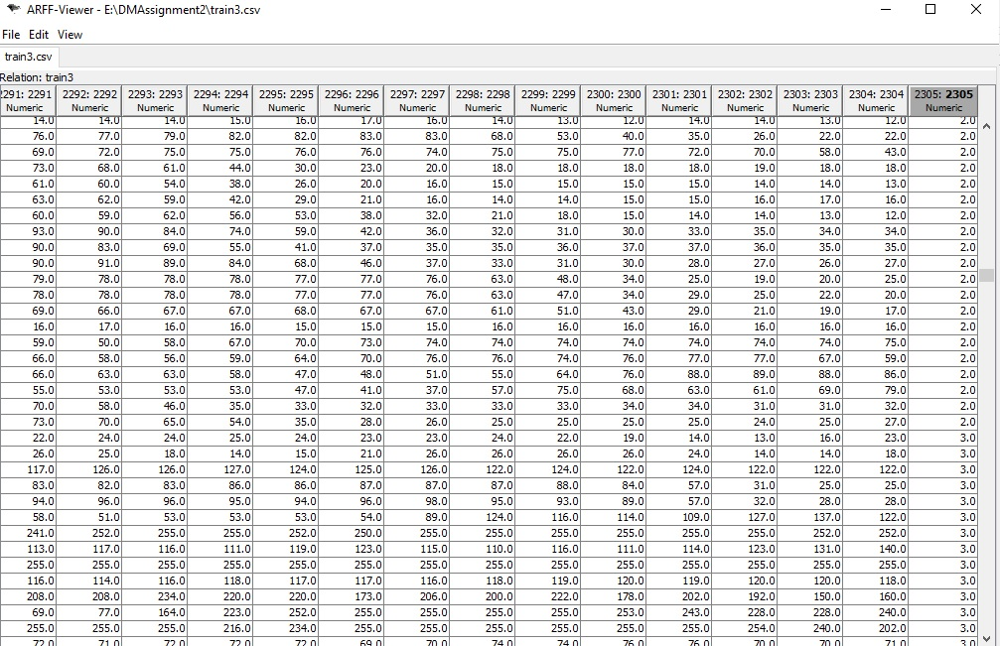 ARFF-Viewer - E:\DMAssignment2\train3.csv
File Edit View
train3.csv
Relation: train3
2291: 2291 2292: 2292 2293: 2293 2294: 2294 2295: 2295 2296: 2296 2297: 2297 2298: 2298 2299: 2299 2300: 2300 2301: 2301 2302: 2302 2303: 2303 2304: 2304 2305: 2305
Numeric Numeric Numeric Numeric Numeric Numeric Numeric Numeric Numeric Numeric Numeric Numeric Numeric Numeric Numeric
14.0 14.0 14.0 15.0 16.0 17.0 16.0 14.0 13.0 12.0 14.0 14.0 13.0 12.0 2.0
76.0 77.0 79.0 82.0 82.0 83.0 83.0 68.0 53.0 40.0 35.0 26.0 22.0 22.0 2.0
69.0 72.0 75.0 75.0 76.0 76.0 74.0 75.0 75.0 77.0 72.0 70.0 58.0 43.0 2.0
73.0 68.0 61.0 44.0 30.0 23.0 20.0 18.0 18.0 18.0 18.0 19.0 18.0 18.0 2.0
61.0 60.0 54.0 38.0 26.0 20.0 16.0 15.0 15.0 15.0 15.0 14.0 14.0 13.0 2.0
63.0 62.0 59.0 42.0 29.0 21.0 16.0 14.0 14.0 15.0 15.0 16.0 17.0 16.0 2.0
60.0 59.0 62.0 56.0 53.0 38.0 32.0 21.0 18.0 15.0 14.0 14.0 13.0 12.0 2.0
93.0 90.0 84.0 74.0 59.0 42.0 36.0 32.0 31.0 30.0 33.0 35.0 34.0 34.0 2.0
90.0 83.0 69.0 55.0 41.0 37.0 35.0 35.0 36.0 37.0 37.0 36.0 35.0 35.0 2.0
90.0 91.0 89.0 84.0 68.0 46.0 37.0 33.0 31.0 30.0 28.0 27.0 26.0 27.0 2.0
79.0 78.0 78.0 78.0 77.0 77.0 76.0 63.0 48.0 34.0 25.0 19.0 20.0 25.0 2.0
78.0 78.0 78.0 78.0 77.0 77.0 76.0 63.0 47.0 34.0 29.0 25.0 22.0 20.0 2.0
69.0 66.0 67.0 67.0 68.0 67.0 67.0 61.0 51.0 43.0 29.0 21.0 19.0 17.0 2.0
16.0 17.0 16.0 16.0 15.0 15.0 15.0 16.0 16.0 16.0 16.0 16.0 16.0 16.0 2.0
59.0 50.0 58.0 67.0 70.0 73.0 74.0 74.0 74.0 74.0 74.0 74.0 74.0 75.0 2.0
66.0 58.0 56.0 59.0 64.0 70.0 76.0 76.0 74.0 76.0 77.0 77.0 67.0 59.0 2.0
66.0 63.0 63.0 58.0 47.0 48.0 51.0 55.0 64.0 76.0 88.0 89.0 88.0 86.0 2.0
55.0 53.0 53.0 53.0 47.0 41.0 37.0 57.0 75.0 68.0 63.0 61.0 69.0 79.0 2.0
70.0 58.0 46.0 35.0 33.0 32.0 33.0 33.0 33.0 34.0 34.0 31.0 31.0 32.0 2.0
73.0 70.0 65.0 54.0 35.0 28.0 26.0 25.0 25.0 25.0 25.0 24.0 25.0 27.0 2.0
22.0 24.0 24.0 25.0 24.0 23.0 23.0 24.0 22.0 19.0 14.0 13.0 16.0 23.0 3.0
26.0 25.0 18.0 14.0 15.0 21.0 26.0 26.0 26.0 26.0 24.0 14.0 14.0 18.0 3.0
117.0 126.0 126.0 127.0 124.0 125.0 126.0 122.0 124.0 122.0 124.0 122.0 122.0 122.0 3.0
83.0 82.0 83.0 86.0 86.0 87.0 87.0 87.0 88.0 84.0 57.0 31.0 25.0 25.0 3.0
94.0 96.0 96.0 96.0 94.0 96.0 98.0 95.0 93.0 89.0 57.0 32.0 28.0 28.0 3.0
58.0 51.0 53.0 53.0 53.0 54.0 89.0 124.0 116.0 114.0 109.0 127.0 137.0 122.0 3.0
241.0 252.0 255.0 255.0 252.0 250.0 255.0 255.0 255.0 255.0 255.0 255.0 252.0 252.0 3.0
113.0 117.0 116.0 111.0 119.0 123.0 115.0 110.0 116.0 111.0 114.0 123.0 131.0 140.0 3.0
255.0 255.0 255.0 255.0 255.0 255.0 255.0 255.0 255.0 255.0 255.0 255.0 255.0 255.0 3.0
116.0 114.0 116.0 118.0 117.0 117.0 116.0 118.0 119.0 120.0 119.0 120.0 120.0 118.0 3.0
208.0 208.0 234.0 220.0 220.0 173.0 206.0 200.0 222.0 178.0 202.0 192.0 150.0 160.0 3.0
69.0 77.0 164.0 223.0 252.0 255.0 255.0 255.0 255.0 253.0 243.0 228.0 228.0 240.0 3.0
255.0 255.0 216.0 234.0 255.0 255.0 255.0 255.0 255.0 255.0 255.0 254.0 240.0 202.0 3.0
72.0 71.0 72.0 72.0 72.0 69.0 70.0 74.0 74.0 76.0 76.0 70.0 70.0 71.0 3.0